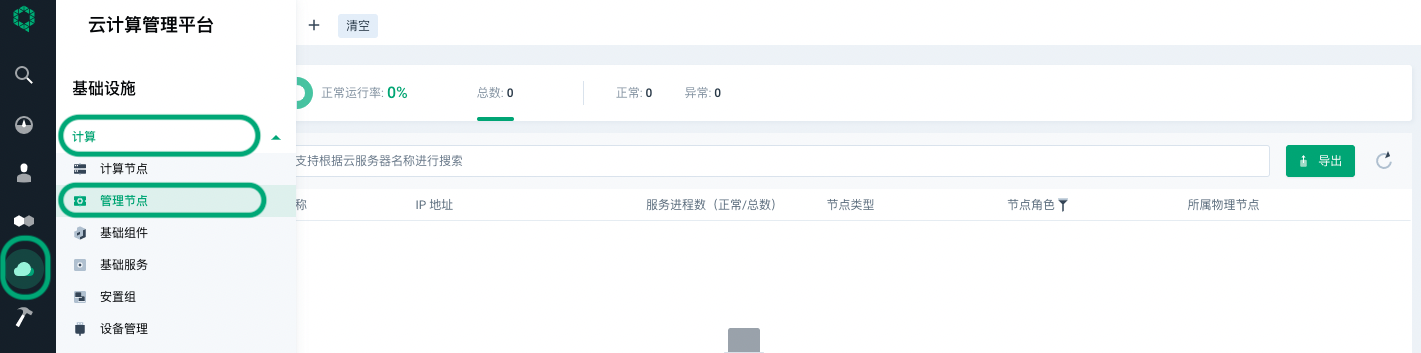 云计算管理平台
基础设施
计算
计算节点
管理节点
基础组件
基础服务
安置组
设备管理
+ 清空
正常运行率: 0% 总数: 0 正常: 0 异常: 0
支持根据云服务器名称进行搜索 导出
称 IP 地址 服务进程数（正常/总数） 节点类型 节点角色 所属物理节点